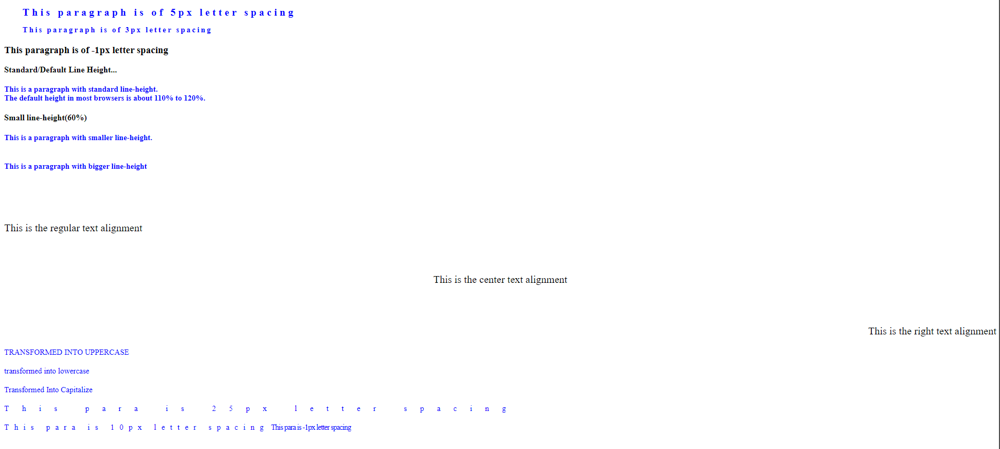 This paragraph is of 5px letter spacing
This paragraph is of 3px letter spacing
This paragraph is of -1px letter spacing
Standard/Default Line Height...
This is a paragraph with standard line-height.
The default height in most browsers is about 110% to 120%.
Small line-height(60%)
This is a paragraph with smaller line-height.
This is a paragraph with bigger line-height
This is the regular text alignment
This is the center text alignment
This is the right text alignment
TRANSFORMED INTO UPPERCASE
transformed into lowercase
Transformed Into Capitalize
This para is 25px letter spacing
This para is 10px letter spacing This para is -1px letter spacing